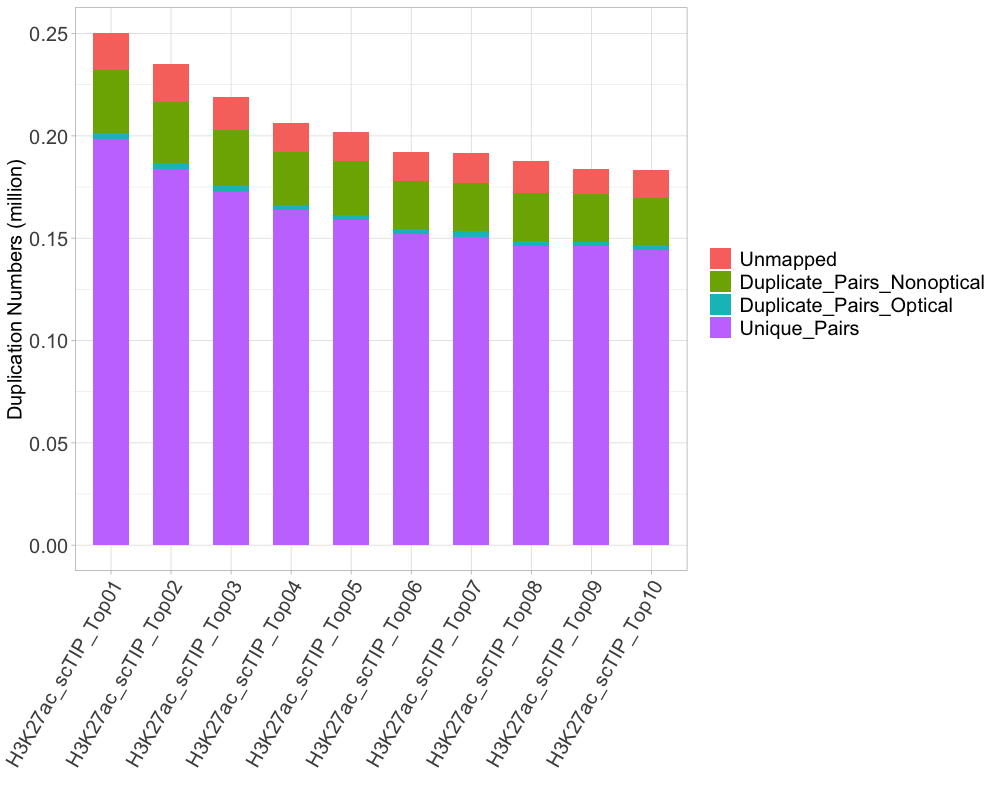 Duplication Numbers (million)
0.25
0.20
0.15
0.10
0.05
0.00
H3K27ac_scTIP_Top01
H3K27ac_scTIP_Top02
H3K27ac_scTIP_Top03
H3K27ac_scTIP_Top04
H3K27ac_scTIP_Top05
H3K27ac_scTIP_Top06
H3K27ac_scTIP_Top07
H3K27ac_scTIP_Top08
H3K27ac_scTIP_Top09
H3K27ac_scTIP_Top10
Unmapped
Duplicate_Pairs_Nonoptical
Duplicate_Pairs_Optical
Unique_Pairs